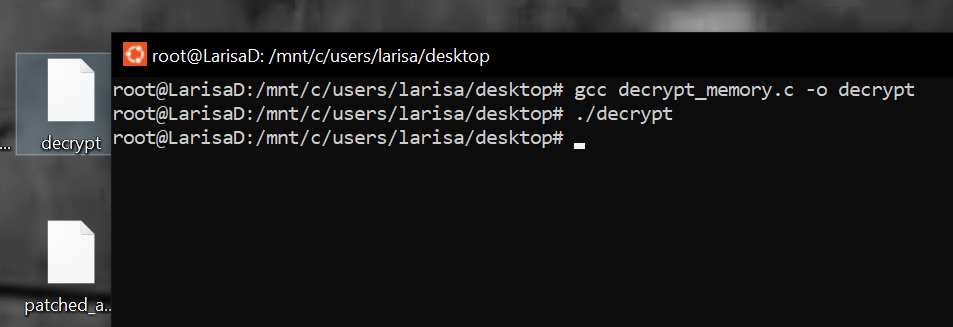 root@LarisaD: /mnt/c/users/larisa/desktop
root@LarisaD:/mnt/c/users/larisa/desktop# gcc decrypt_memory.c -o decrypt
root@LarisaD:/mnt/c/users/larisa/desktop# ./decrypt
root@LarisaD:/mnt/c/users/larisa/desktop#
...
decrypt
patched_a...